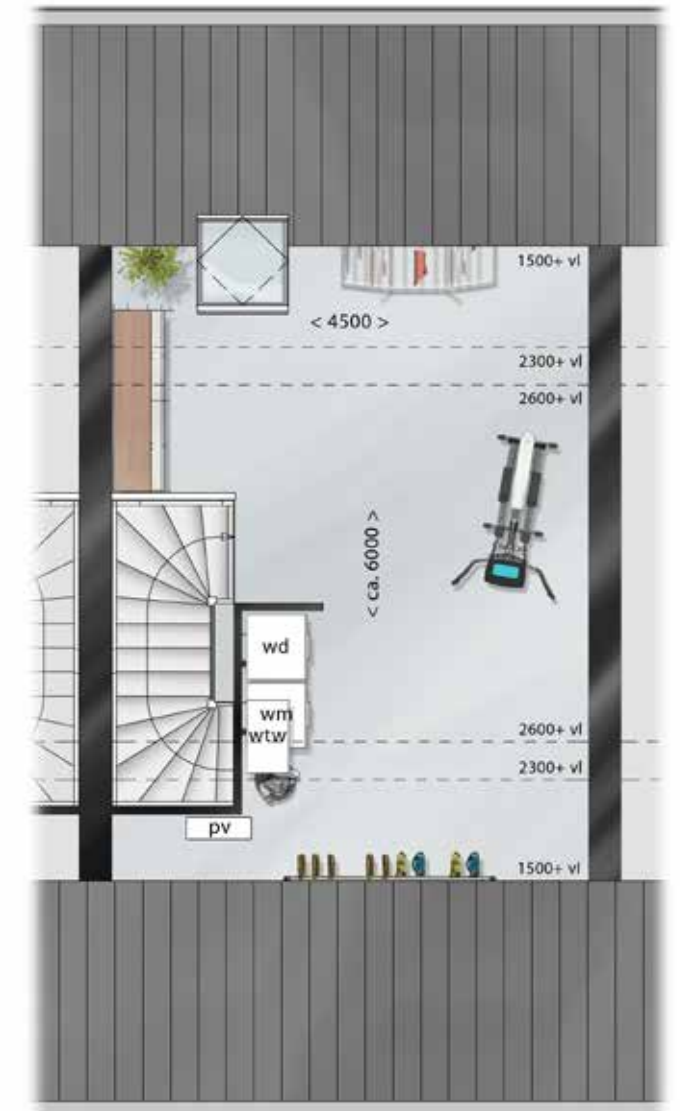 1500+ vl
< 4500 >
2300+ vl
2600+ vl
< ca. 6000 >
wd
wm
wtw
2600+ vl
2300+ vl
pv
1500+ vl